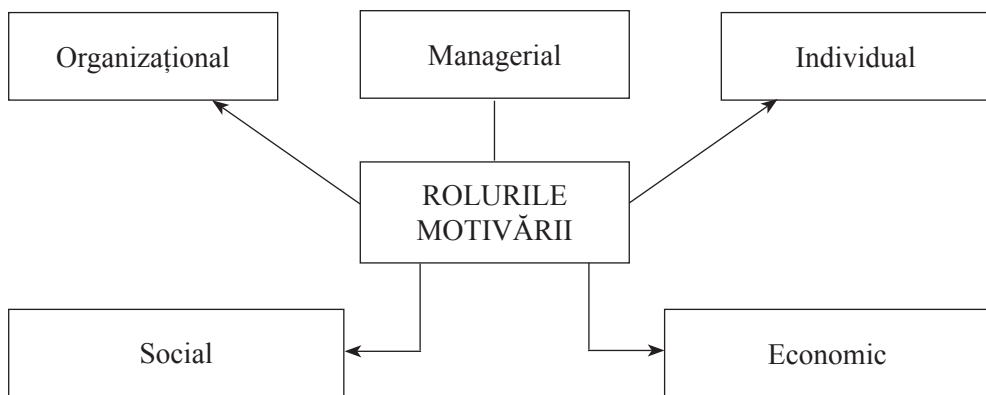 Organizațional
Managerial
Individual
ROLURILE
MOTIVĂRII
Social
Economic